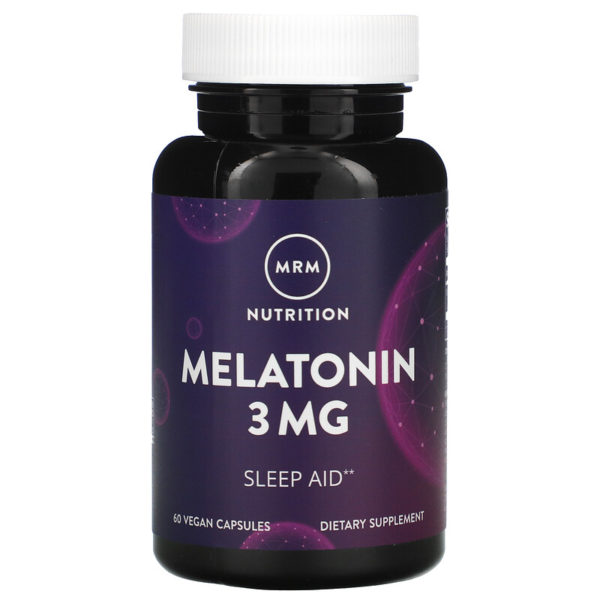 MRM
NUTRITION
MELATONIN
3 MG
SLEEP AID**
60 VEGAN CAPSULES DIETARY SUPPLEMENT